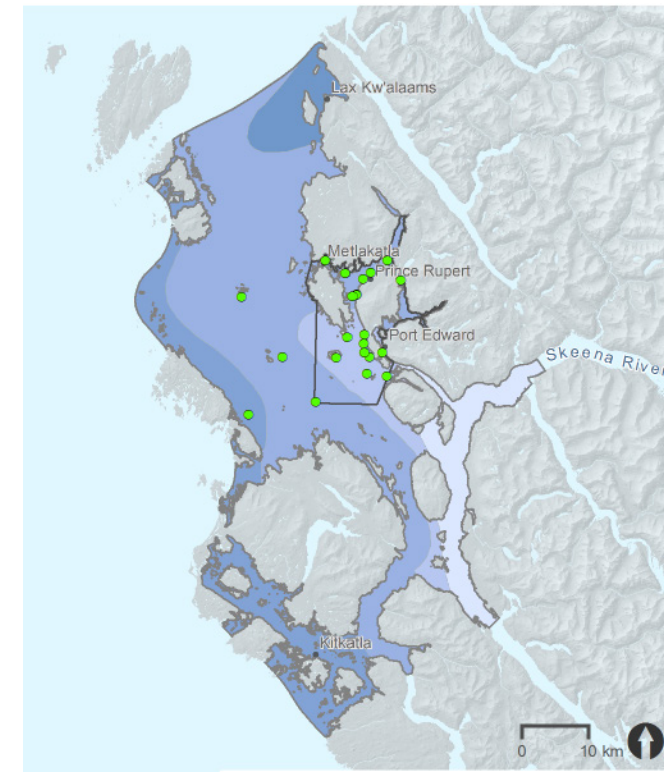 Lax Kw'alaams
Metlakatla
Prince Rupert
Port Edward
Skeena River
Kitkatla
0 10 km